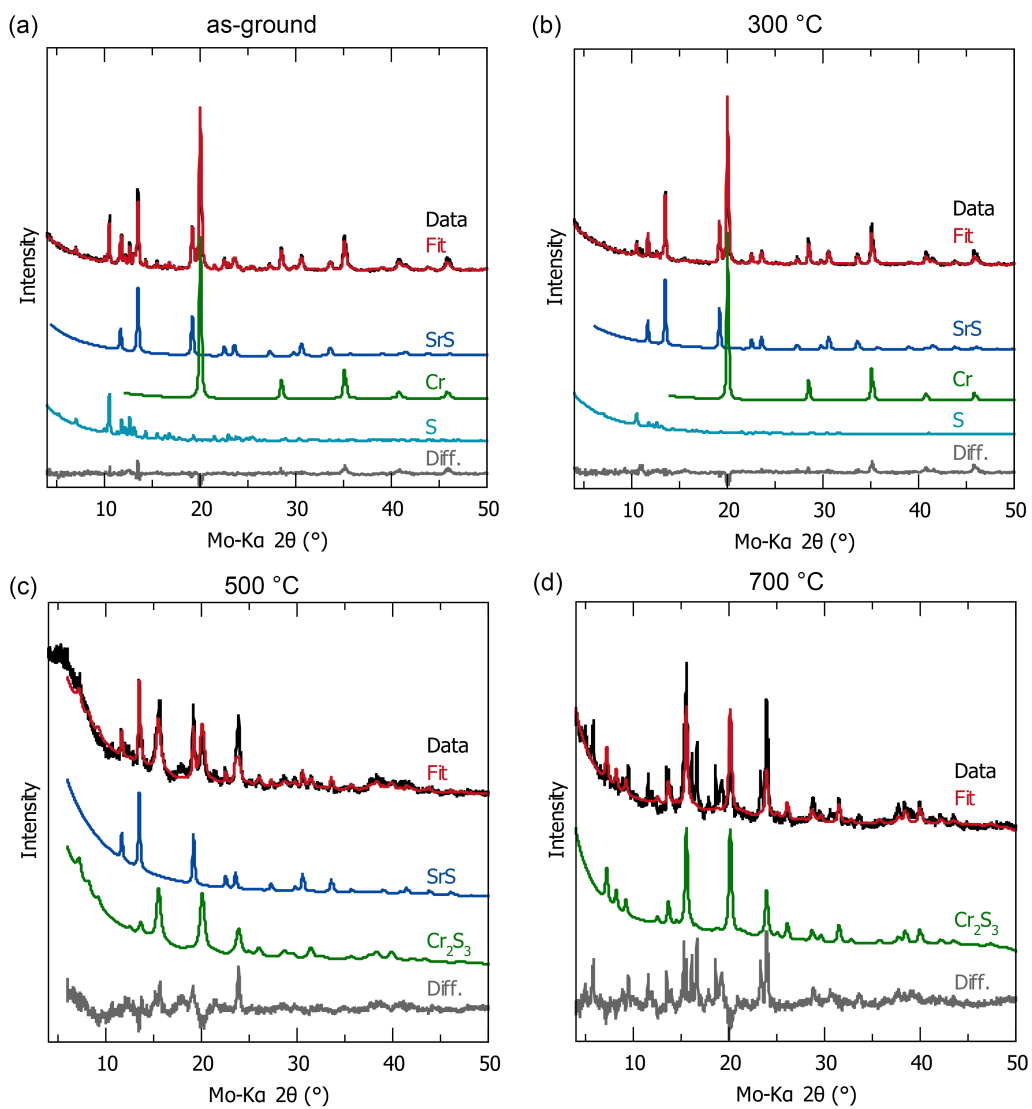 (a) as-ground
Intensity
Data
Fit
SrS
Cr
S
Diff.
10 20 30 40 50
Mo-Kα 2θ (°)
(b) 300 °C
Intensity
Data
Fit
SrS
Cr
S
Diff.
10 20 30 40 50
Mo-Kα 2θ (°)
(c) 500 °C
Intensity
Data
Fit
SrS
Cr₂S₃
Diff.
10 20 30 40 50
Mo-Kα 2θ (°)
(d) 700 °C
Intensity
Data
Fit
Cr₂S₃
Diff.
10 20 30 40 50
Mo-Kα 2θ (°)